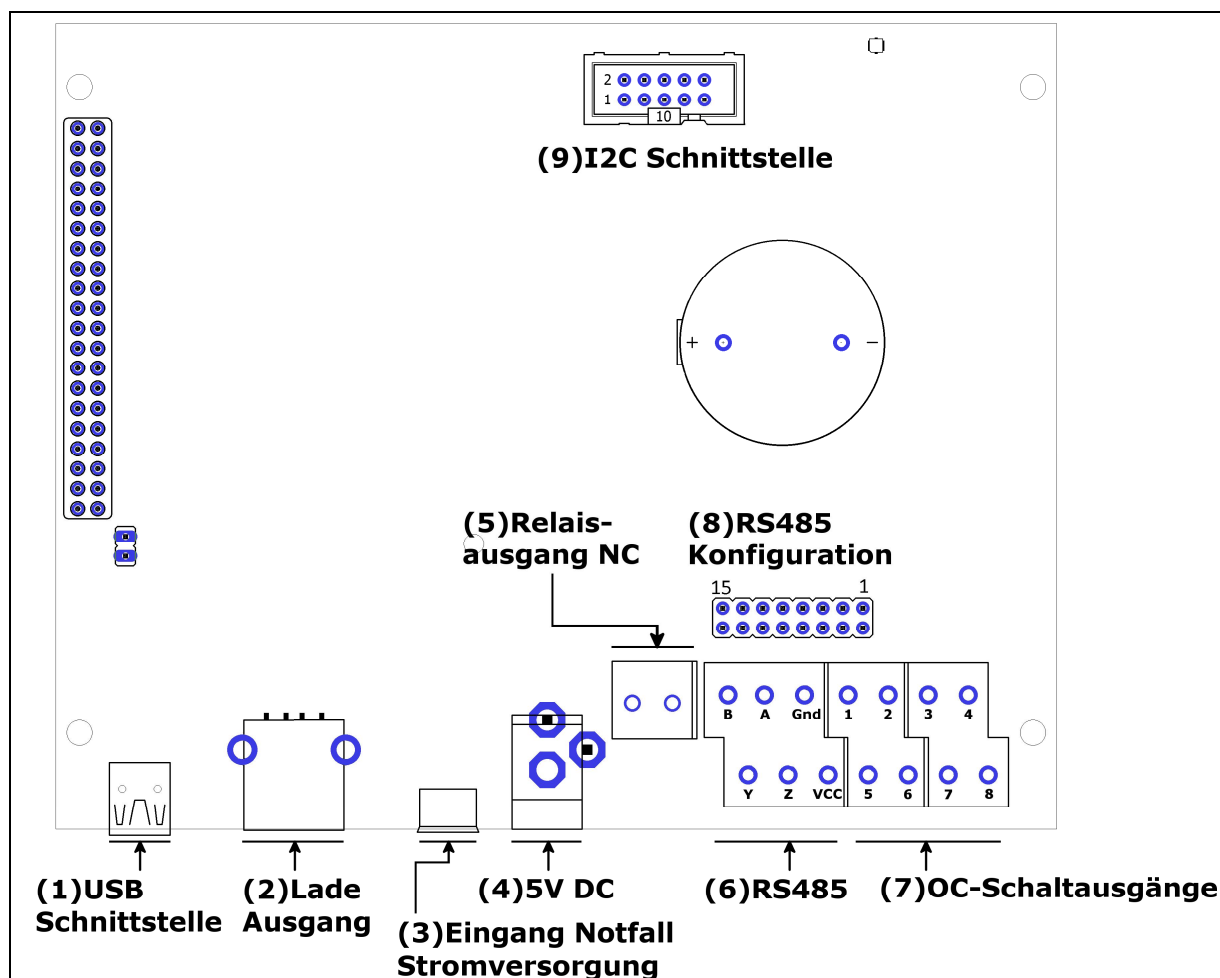 2
1
10
(9)I2C Schnittstelle
+ −
(5)Relais-
ausgang NC
(8)RS485
Konfiguration
15 1
B A Gnd 1 2 3 4
Y Z VCC 5 6 7 8
(1)USB
Schnittstelle
(2)Lade
Ausgang
(3)Eingang Notfall
Stromversorgung
(4)5V DC
(6)RS485
(7)OC-Schaltausgänge